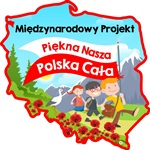 Międzynarodowy Projekt
Piękna Nasza
Polska Cała